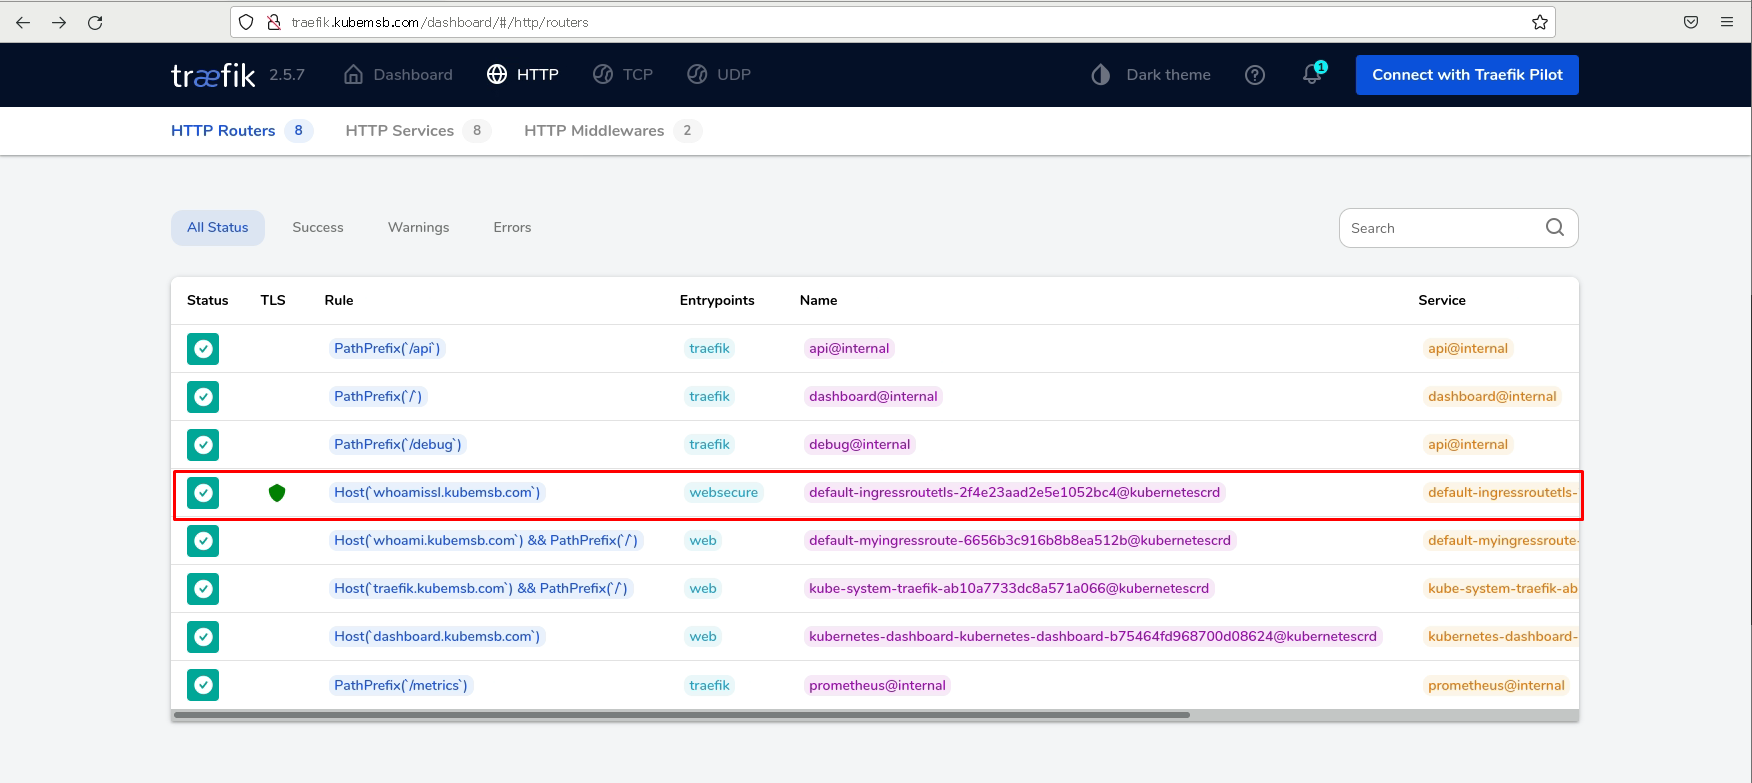 traefik.kubemsb.com/dashboard/#/http/routers
træfik 2.5.7 Dashboard HTTP TCP UDP Dark theme 1 Connect with Traefik Pilot
HTTP Routers 8 HTTP Services 8 HTTP Middlewares 2
All Status Success Warnings Errors Search
Status TLS Rule Entrypoints Name Service
PathPrefix(`/api`) traefik api@internal api@internal
PathPrefix(`/`) traefik dashboard@internal dashboard@internal
PathPrefix(`/debug`) traefik debug@internal api@internal
Host(`whoamissl.kubemsb.com`) websecure default-ingressroutetls-2f4e23aad2e5e1052bc4@kubernetescrd default-ingressroutetls-
Host(`whoami.kubemsb.com`) && PathPrefix(`/`) web default-myingressroute-6656b3c916b8b8ea512b@kubernetescrd default-myingressroute-
Host(`traefik.kubemsb.com`) && PathPrefix(`/`) web kube-system-traefik-ab10a7733dc8a571a066@kubernetescrd kube-system-traefik-ab
Host(`dashboard.kubemsb.com`) web kubernetes-dashboard-kubernetes-dashboard-b75464fd968700d08624@kubernetescrd kubernetes-dashboard-
PathPrefix(`/metrics`) traefik prometheus@internal prometheus@internal